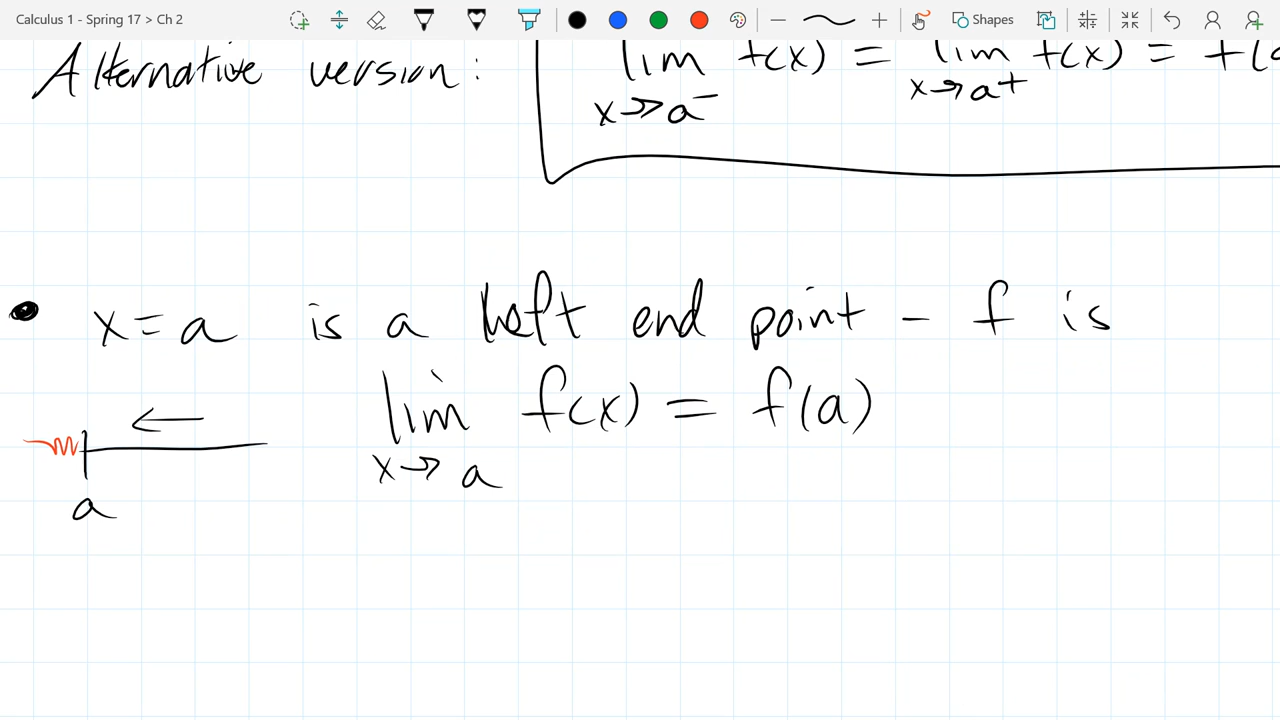 Calculus 1 - Spring 17 > Ch 2
Shapes
Alternative version:
lim f(x) = lim f(x) = f(a
x→a⁻ x→a⁺
x = a is a left end point - f is
lim f(x) = f(a)
x→ a
a